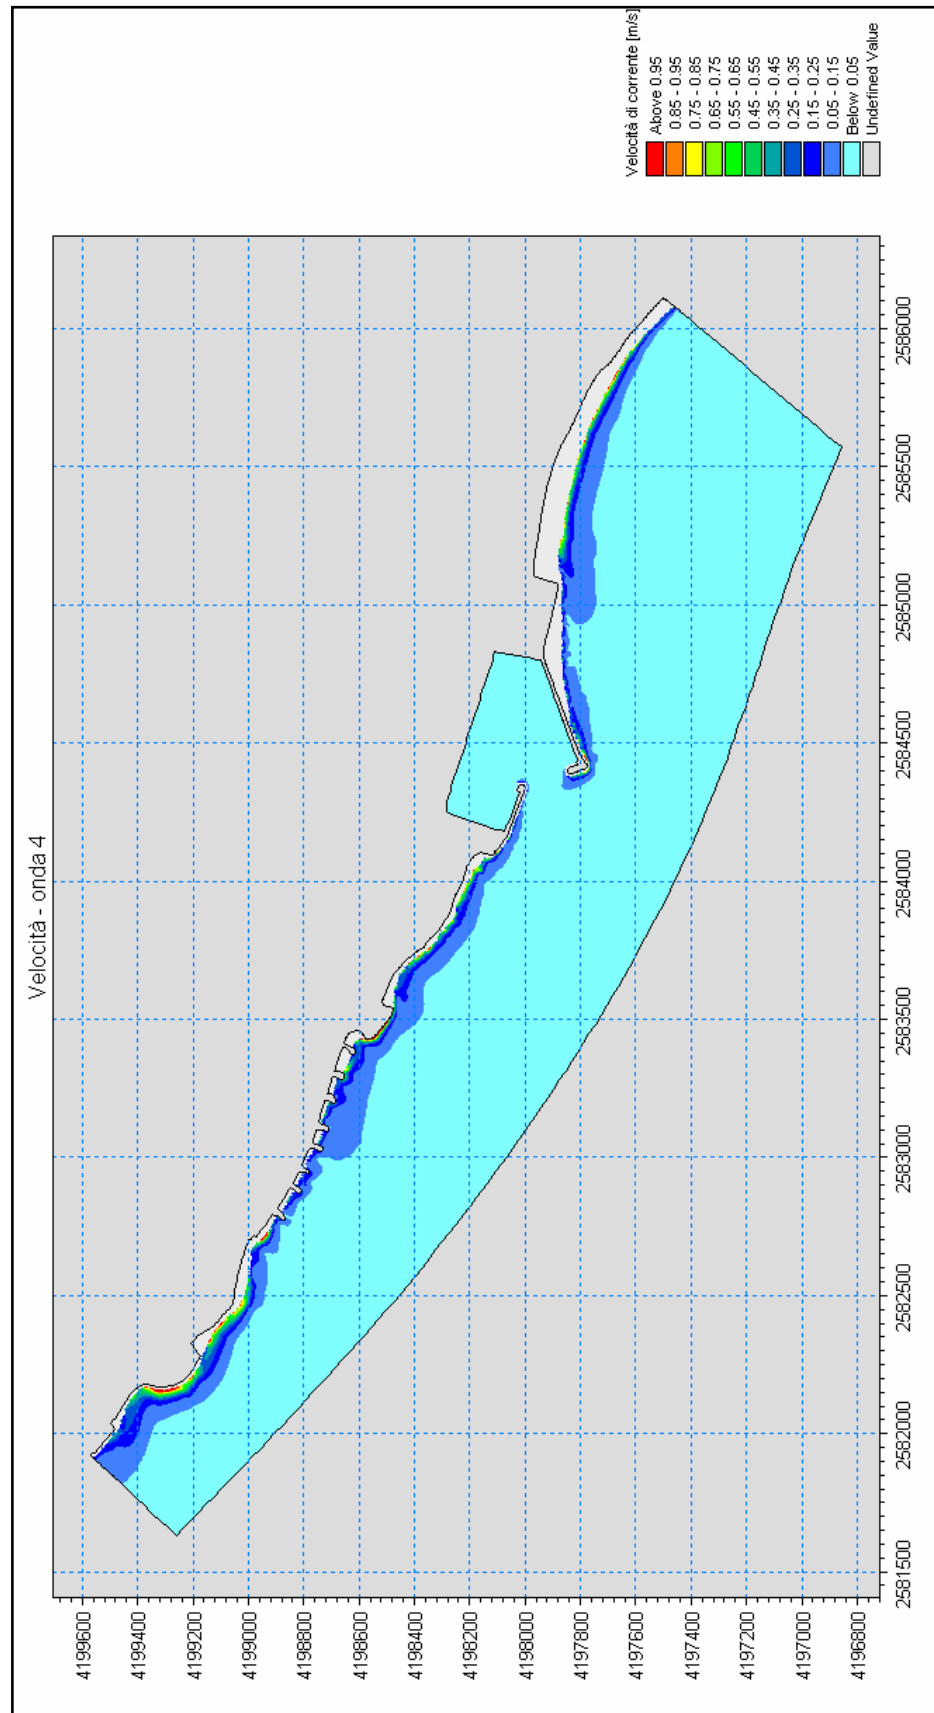 Velocità - onda 4
4199600
4199400
4199200
4199000
4198800
4198600
4198400
4198200
4198000
4197800
4197600
4197400
4197200
4197000
4196800
2581500
2582000
2582500
2583000
2583500
2584000
2584500
2585000
2585500
2586000
Velocità di corrente [m/s]
Above 0.95
0.85 - 0.95
0.75 - 0.85
0.65 - 0.75
0.55 - 0.65
0.45 - 0.55
0.35 - 0.45
0.25 - 0.35
0.15 - 0.25
0.05 - 0.15
Below 0.05
Undefined Value